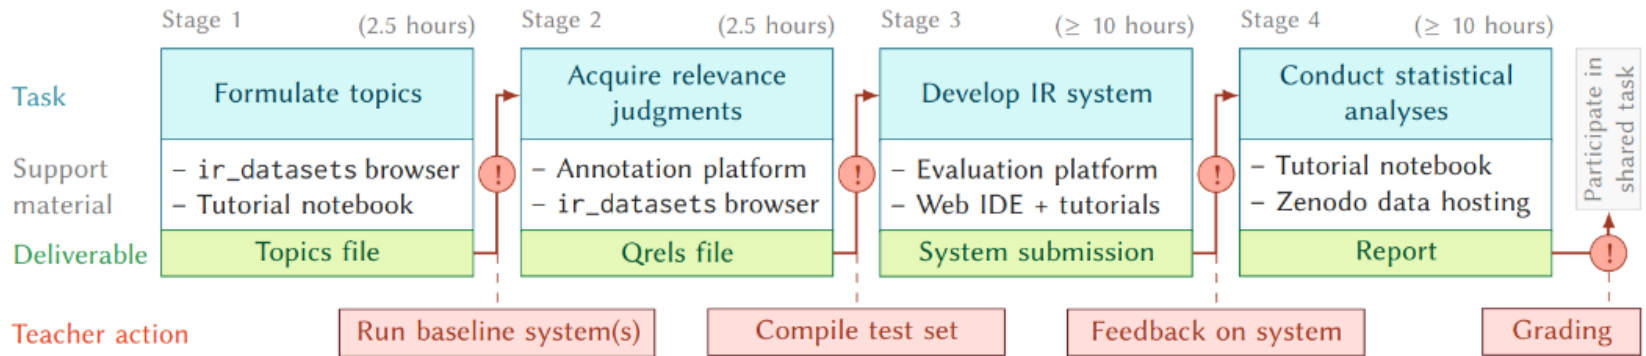 Stage 1 (2.5 hours) Stage 2 (2.5 hours) Stage 3 (≥ 10 hours) Stage 4 (≥ 10 hours)
Task
Formulate topics
Acquire relevance
judgments
Develop IR system
Conduct statistical
analyses
Support
material
– ir_datasets browser
– Tutorial notebook
!
– Annotation platform
– ir_datasets browser
!
– Evaluation platform
– Web IDE + tutorials
!
– Tutorial notebook
– Zenodo data hosting
Participate in
shared task
Deliverable
Topics file
Qrels file
System submission
Report
!
Teacher action
Run baseline system(s)
Compile test set
Feedback on system
Grading